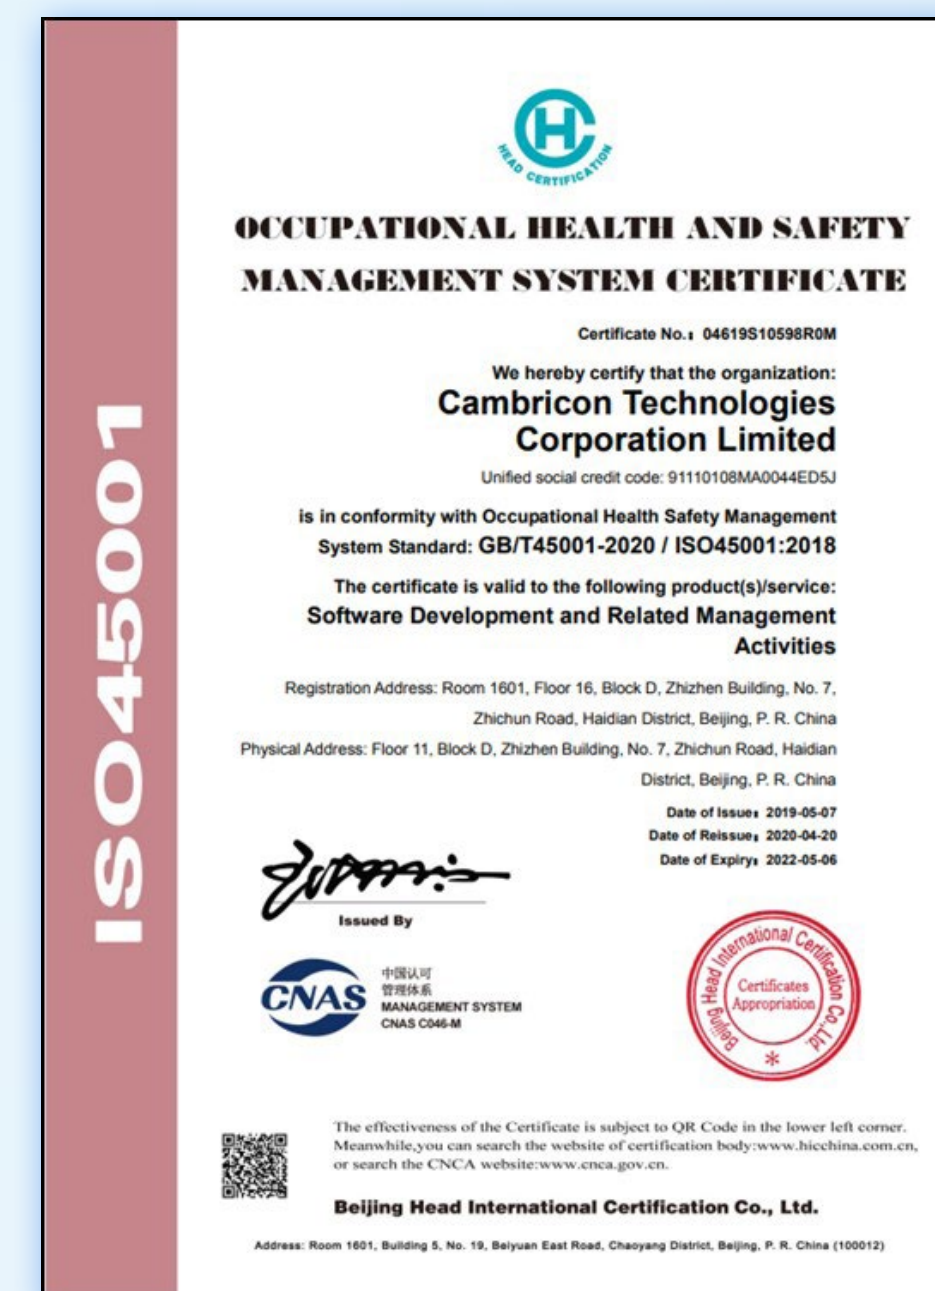 ISO45001
HEAD CERTIFICATION
OCCUPATIONAL HEALTH AND SAFETY
MANAGEMENT SYSTEM CERTIFICATE
Certificate No.: 04619S10598R0M
We hereby certify that the organization:
Cambricon Technologies
Corporation Limited
Unified social credit code: 91110108MA0044ED5J
is in conformity with Occupational Health Safety Management
System Standard: GB/T45001-2020 / ISO45001:2018
The certificate is valid to the following product(s)/service:
Software Development and Related Management
Activities
Registration Address: Room 1601, Floor 16, Block D, Zhizhen Building, No. 7,
Zhichun Road, Haidian District, Beijing, P. R. China
Physical Address: Floor 11, Block D, Zhizhen Building, No. 7, Zhichun Road, Haidian
District, Beijing, P. R. China
Date of Issue: 2019-05-07
Date of Reissue: 2020-04-20
Date of Expiry: 2022-05-06
Issued By
CNAS
中国认可
管理体系
MANAGEMENT SYSTEM
CNAS C046-M
Beijing Head International Certification Co.,Ltd.
Certificates
Appropriation
The effectiveness of the Certificate is subject to QR Code in the lower left corner.
Meanwhile,you can search the website of certification body:www.hicchina.com.cn,
or search the CNCA website:www.cnca.gov.cn.
Beijing Head International Certification Co., Ltd.
Address: Room 1601, Building 5, No. 19, Beiyuan East Road, Chaoyang District, Beijing, P. R. China (100012)